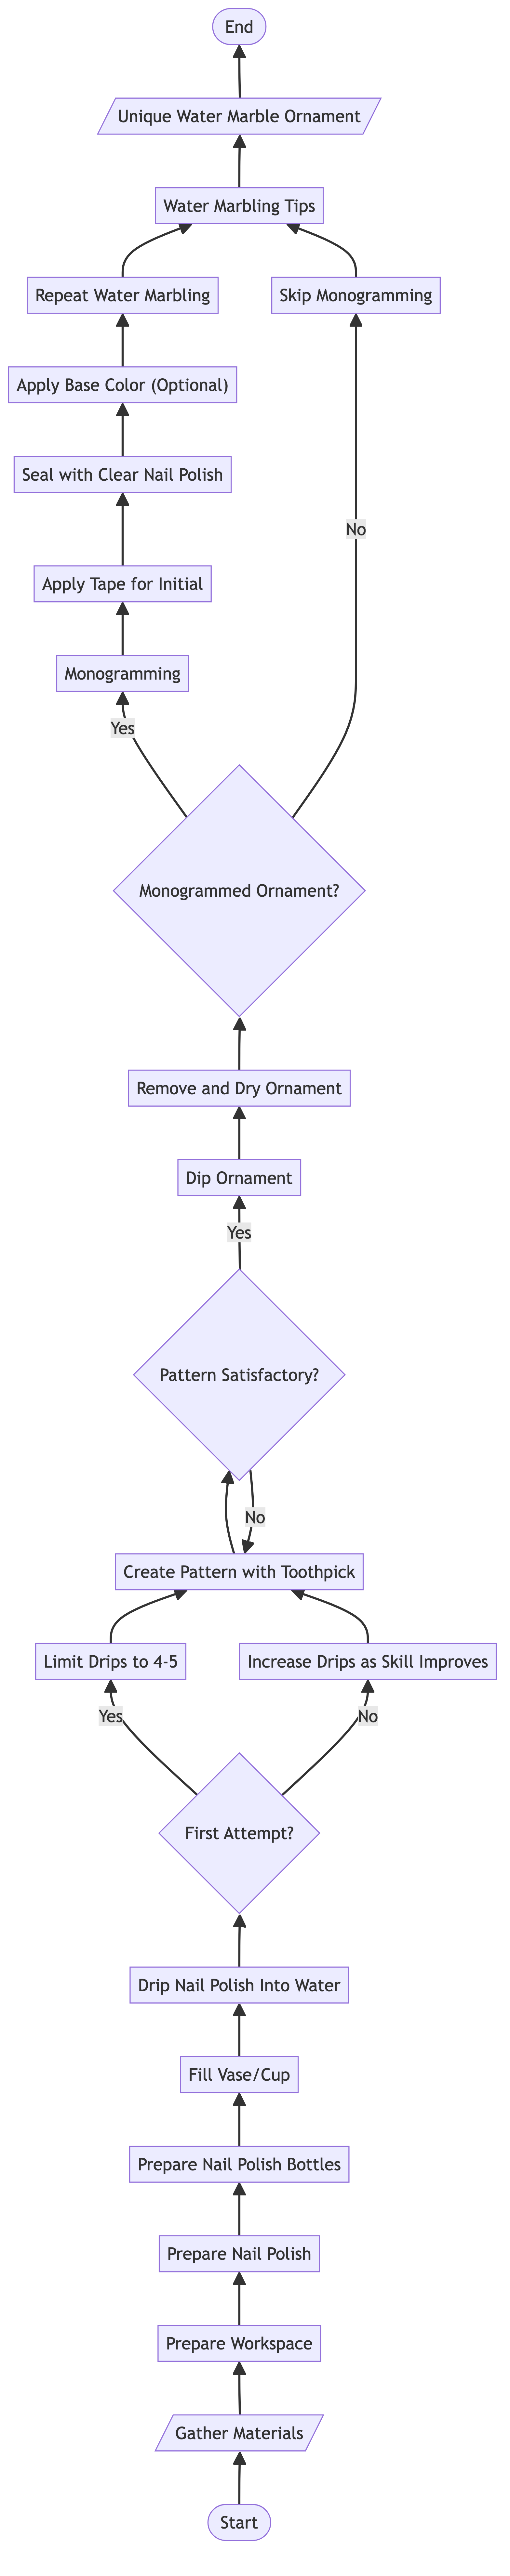 End
Unique Water Marble Ornament
Water Marbling Tips
Repeat Water Marbling
Skip Monogramming
Apply Base Color (Optional)
Seal with Clear Nail Polish
No
Apply Tape for Initial
Monogramming
Yes
Monogrammed Ornament?
Remove and Dry Ornament
Dip Ornament
Yes
Pattern Satisfactory?
No
Create Pattern with Toothpick
Limit Drips to 4-5
Increase Drips as Skill Improves
Yes
No
First Attempt?
Drip Nail Polish Into Water
Fill Vase/Cup
Prepare Nail Polish Bottles
Prepare Nail Polish
Prepare Workspace
Gather Materials
Start